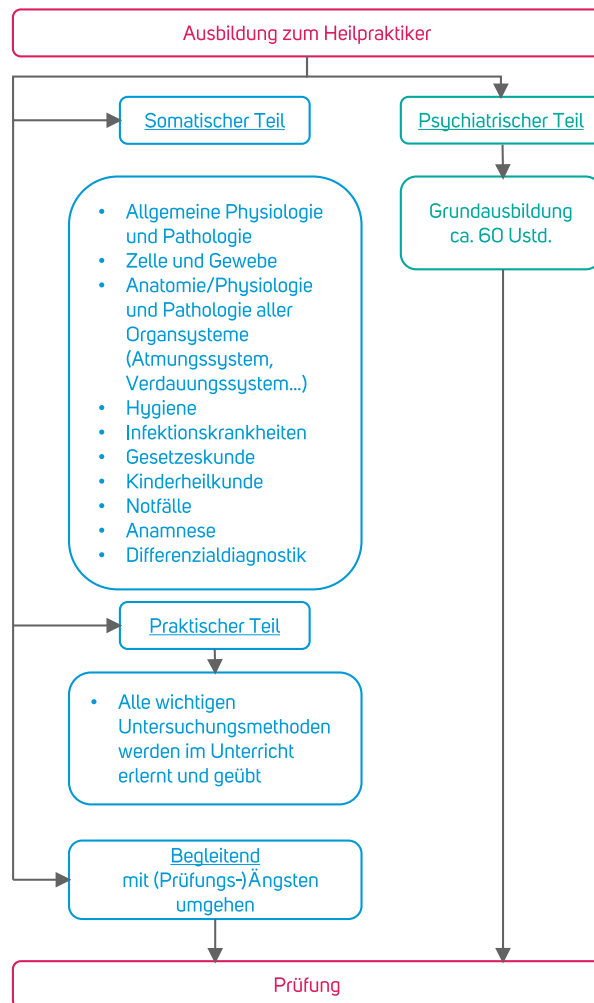 Ausbildung zum Heilpraktiker
Somatischer Teil
Psychiatrischer Teil
• Allgemeine Physiologie
und Pathologie
• Zelle und Gewebe
• Anatomie/Physiologie
und Pathologie aller
Organsysteme
(Atmungssystem,
Verdauungssystem...)
• Hygiene
• Infektionskrankheiten
• Gesetzeskunde
• Kinderheilkunde
• Notfälle
• Anamnese
• Differenzialdiagnostik
Grundausbildung
ca. 60 Ustd.
Praktischer Teil
• Alle wichtigen
Untersuchungsmethoden
werden im Unterricht
erlernt und geübt
Begleitend
mit (Prüfungs-)Ängsten
umgehen
Prüfung